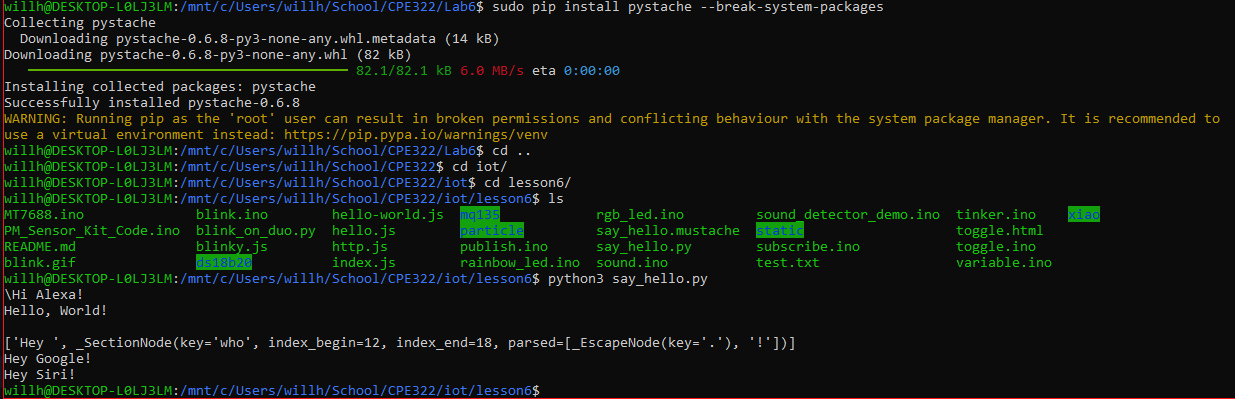 willh@DESKTOP-L0LJ3LM:/mnt/c/Users/willh/School/CPE322/Lab6$ sudo pip install pystache --break-system-packages
Collecting pystache
  Downloading pystache-0.6.8-py3-none-any.whl.metadata (14 kB)
Downloading pystache-0.6.8-py3-none-any.whl (82 kB)
82.1/82.1 kB 6.0 MB/s eta 0:00:00
Installing collected packages: pystache
Successfully installed pystache-0.6.8
WARNING: Running pip as the 'root' user can result in broken permissions and conflicting behaviour with the system package manager. It is recommended to
use a virtual environment instead: https://pip.pypa.io/warnings/venv
willh@DESKTOP-L0LJ3LM:/mnt/c/Users/willh/School/CPE322/Lab6$ cd ..
willh@DESKTOP-L0LJ3LM:/mnt/c/Users/willh/School/CPE322$ cd iot/
willh@DESKTOP-L0LJ3LM:/mnt/c/Users/willh/School/CPE322/iot$ cd lesson6/
willh@DESKTOP-L0LJ3LM:/mnt/c/Users/willh/School/CPE322/iot/lesson6$ ls
MT7688.ino blink.ino hello-world.js mq135 rgb_led.ino sound_detector_demo.ino tinker.ino xiao
PM_Sensor_Kit_Code.ino blink_on_duo.py hello.js particle say_hello.mustache static toggle.html
README.md blinky.js http.js publish.ino say_hello.py subscribe.ino toggle.ino
blink.gif ds18b20 index.js rainbow_led.ino sound.ino test.txt variable.ino
willh@DESKTOP-L0LJ3LM:/mnt/c/Users/willh/School/CPE322/iot/lesson6$ python3 say_hello.py
\Hi Alexa!
Hello, World!
['Hey ', _SectionNode(key='who', index_begin=12, index_end=18, parsed=[_EscapeNode(key='.'), '!'])]
Hey Google!
Hey Siri!
willh@DESKTOP-L0LJ3LM:/mnt/c/Users/willh/School/CPE322/iot/lesson6$